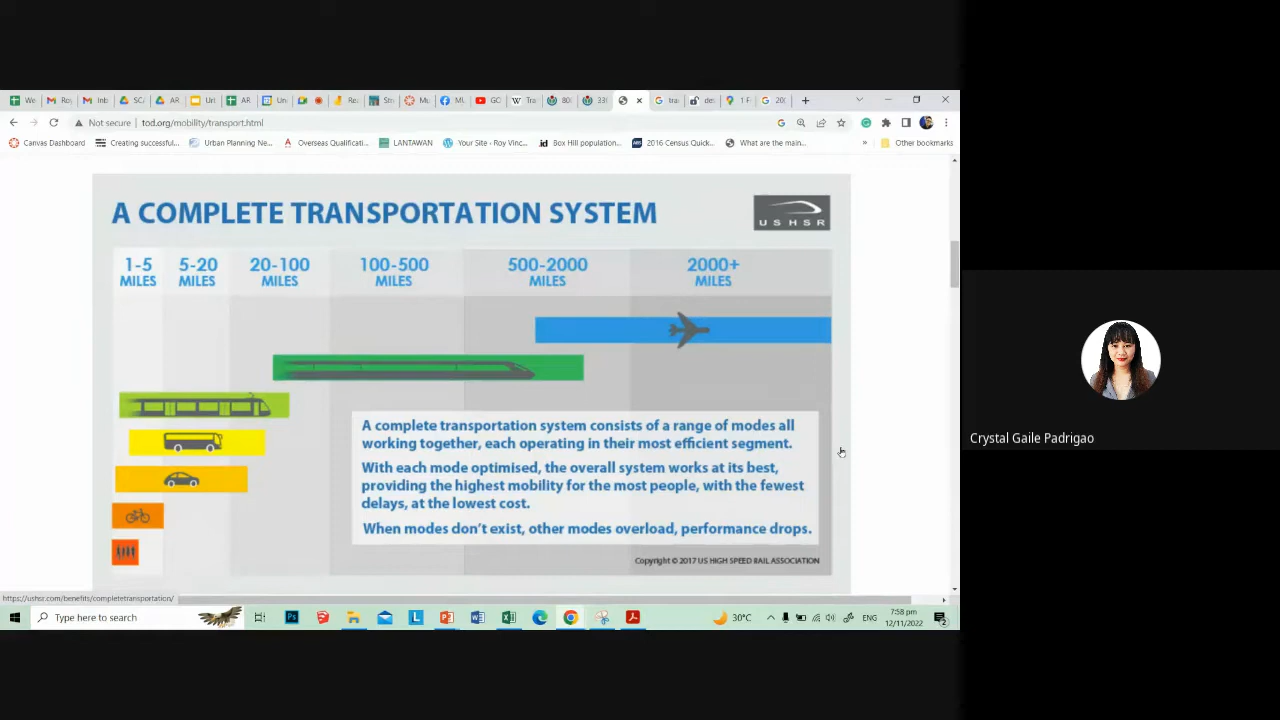 We
Inb
AR
AR
Not secure
tod.org/mobility/transport.html
Canvas Dashboard
Creating successful...
Urban Planning Ne...
Overseas Qualificati...
LANTAWAN
Your Site - Roy Vinc...
.id
Box Hill population...
ABS
2016 Census Quick...
What are the main...
»
Other bookmarks
A COMPLETE TRANSPORTATION SYSTEM
USHSR
1-5
MILES
5-20
MILES
20-100
MILES
100-500
MILES
500-2000
MILES
2000+
MILES
A complete transportation system consists of a range of modes all
working together, each operating in their most efficient segment.
With each mode optimised, the overall system works at its best,
providing the highest mobility for the most people, with the fewest
delays, at the lowest cost.
When modes don't exist, other modes overload, performance drops.
Copyright © 2017 US HIGH SPEED RAIL ASSOCIATION
https://ushsr.com/benefits/completetransportation/
Type here to search
30°C
ENG
7:58 pm
12/11/2022
2
Crystal Gaile Padrigao